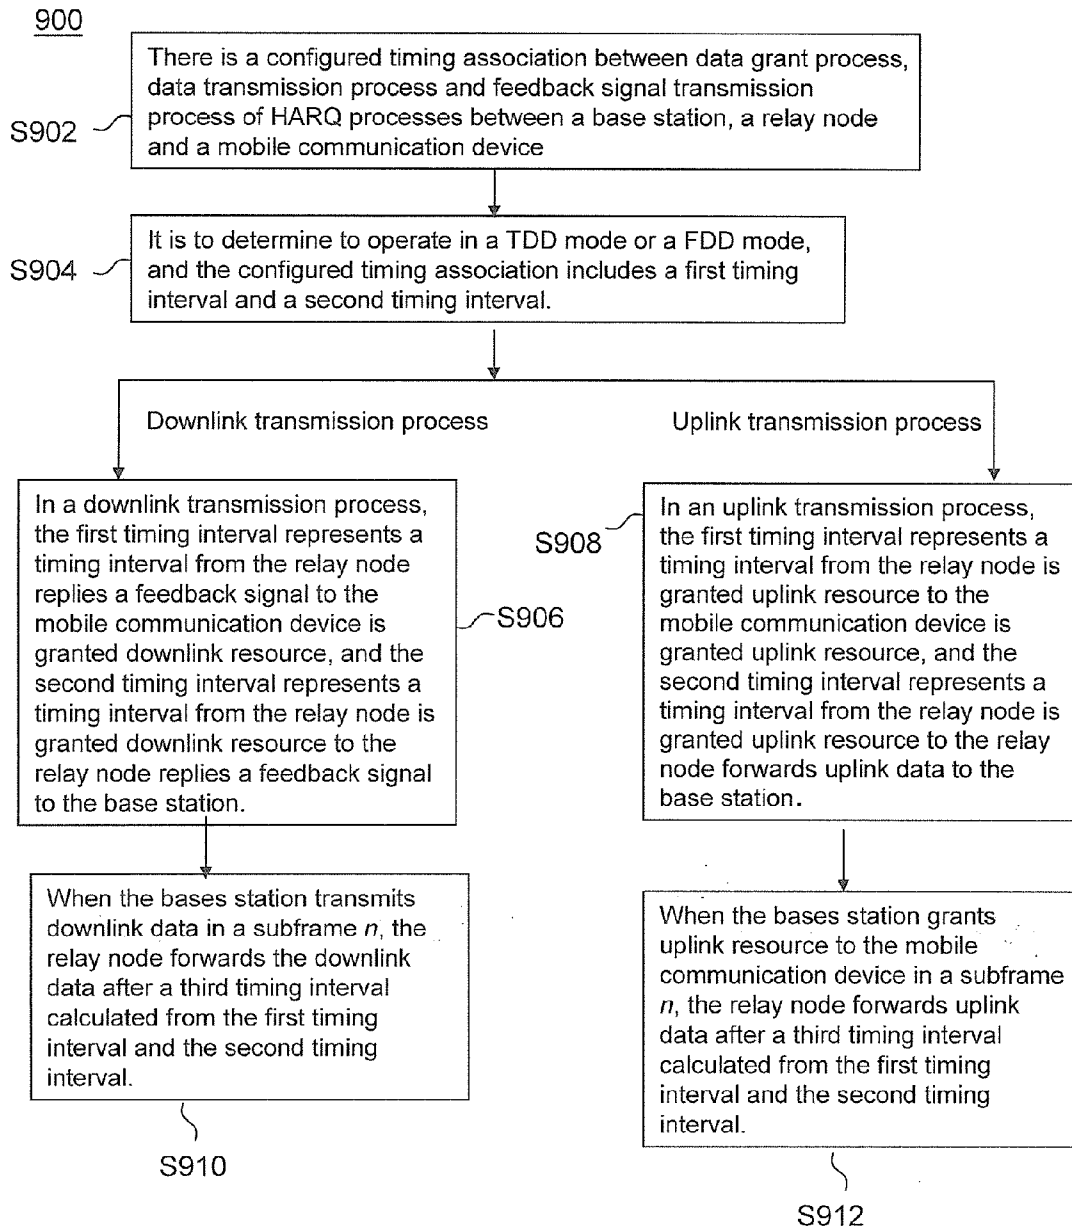 900
There is a configured timing association between data grant process,
data transmission process and feedback signal transmission
process of HARQ processes between a base station, a relay node
and a mobile communication device
S902
It is to determine to operate in a TDD mode or a FDD mode,
and the configured timing association includes a first timing
interval and a second timing interval.
S904
Downlink transmission process
Uplink transmission process
In a downlink transmission process,
the first timing interval represents a
timing interval from the relay node
replies a feedback signal to the
mobile communication device is
granted downlink resource, and the
second timing interval represents a
timing interval from the relay node is
granted downlink resource to the
relay node replies a feedback signal
to the base station.
S906
S908
In an uplink transmission process,
the first timing interval represents a
timing interval from the relay node is
granted uplink resource to the
mobile communication device is
granted uplink resource, and the
second timing interval represents a
timing interval from the relay node is
granted uplink resource to the relay
node forwards uplink data to the
base station.
When the bases station transmits
downlink data in a subframe n, the
relay node forwards the downlink
data after a third timing interval
calculated from the first timing
interval and the second timing
interval.
S910
When the bases station grants
uplink resource to the mobile
communication device in a subframe
n, the relay node forwards uplink
data after a third timing interval
calculated from the first timing
interval and the second timing
interval.
S912